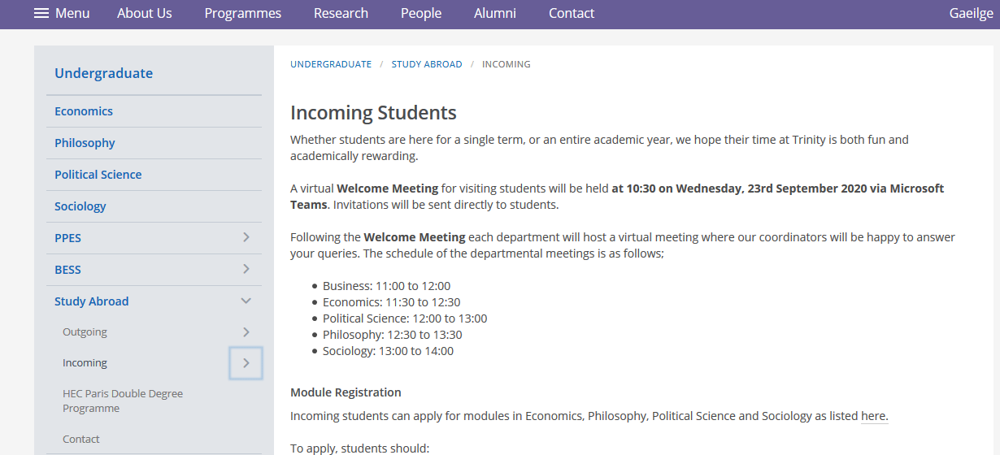 Menu About Us Programmes Research People Alumni Contact Gaeilge
Undergraduate
Economics
Philosophy
Political Science
Sociology
PPES
BESS
Study Abroad
Outgoing
Incoming
HEC Paris Double Degree
Programme
Contact
UNDERGRADUATE / STUDY ABROAD / INCOMING
Incoming Students
Whether students are here for a single term, or an entire academic year, we hope their time at Trinity is both fun and
academically rewarding.
A virtual Welcome Meeting for visiting students will be held at 10:30 on Wednesday, 23rd September 2020 via Microsoft
Teams. Invitations will be sent directly to students.
Following the Welcome Meeting each department will host a virtual meeting where our coordinators will be happy to answer
your queries. The schedule of the departmental meetings is as follows;
• Business: 11:00 to 12:00
• Economics: 11:30 to 12:30
• Political Science: 12:00 to 13:00
• Philosophy: 12:30 to 13:30
• Sociology: 13:00 to 14:00
Module Registration
Incoming students can apply for modules in Economics, Philosophy, Political Science and Sociology as listed here.
To apply, students should: